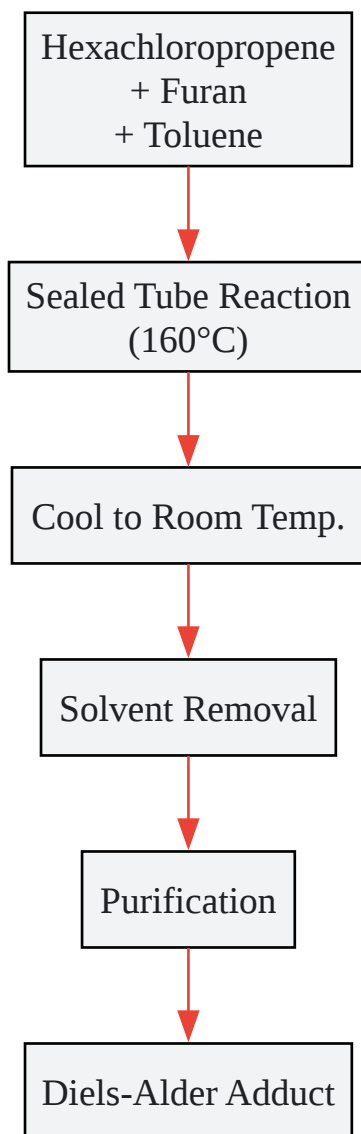 Hexachloropropene
+ Furan
+ Toluene
Sealed Tube Reaction
(160°C)
Cool to Room Temp.
Solvent Removal
Purification
Diels-Alder Adduct